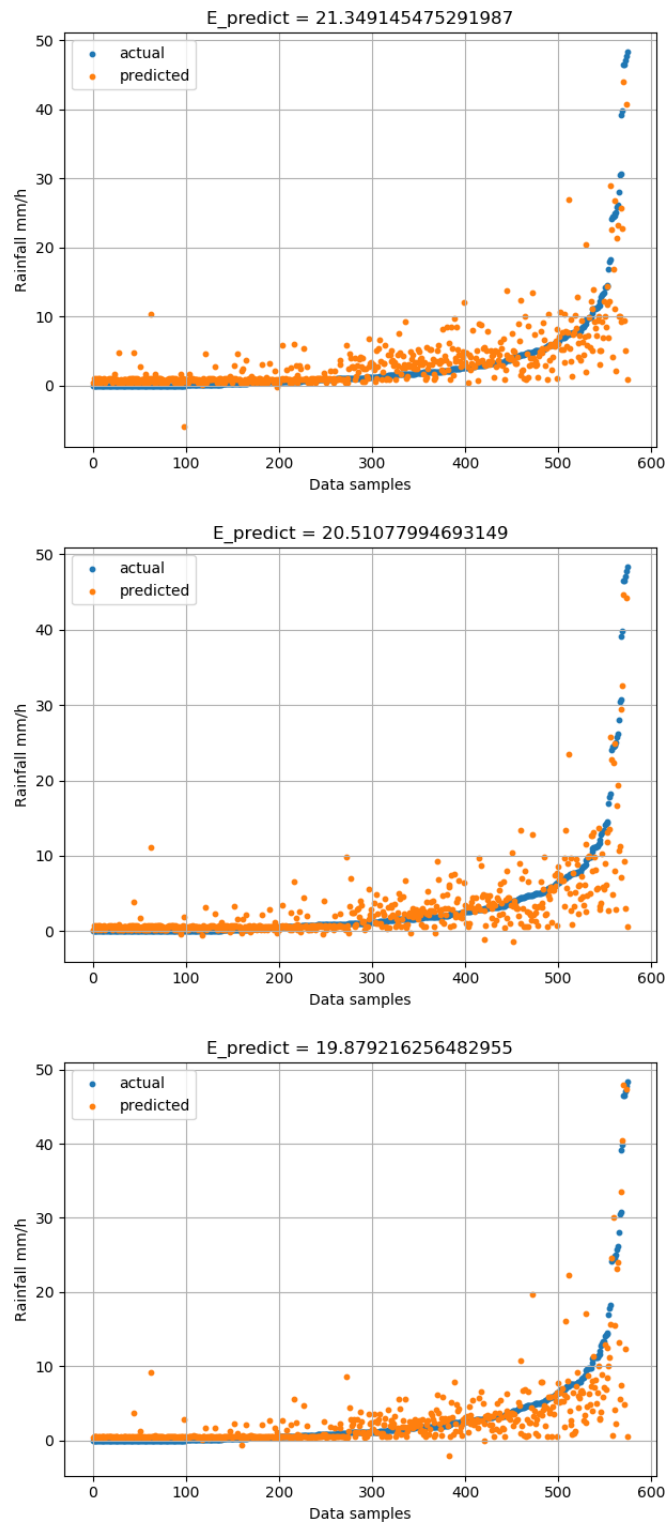 E_predict = 21.349145475291987
actual
predicted
50
40
30
20
10
0
Rainfall mm/h
0 100 200 300 400 500 600
Data samples
E_predict = 20.51077994693149
actual
predicted
50
40
30
20
10
0
Rainfall mm/h
0 100 200 300 400 500 600
Data samples
E_predict = 19.879216256482955
actual
predicted
50
40
30
20
10
0
Rainfall mm/h
0 100 200 300 400 500 600
Data samples